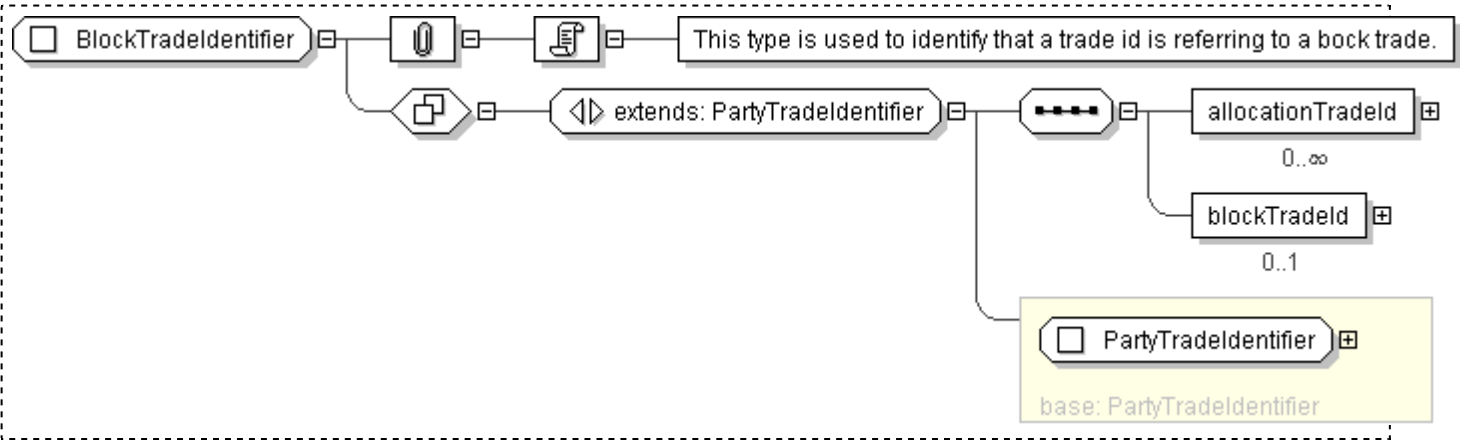 BlockTradeIdentifier
This type is used to identify that a trade id is referring to a bock trade.
extends: PartyTradeIdentifier
allocationTradeId
0..∞
blockTradeId
0..1
PartyTradeIdentifier
base: PartyTradeIdentifier